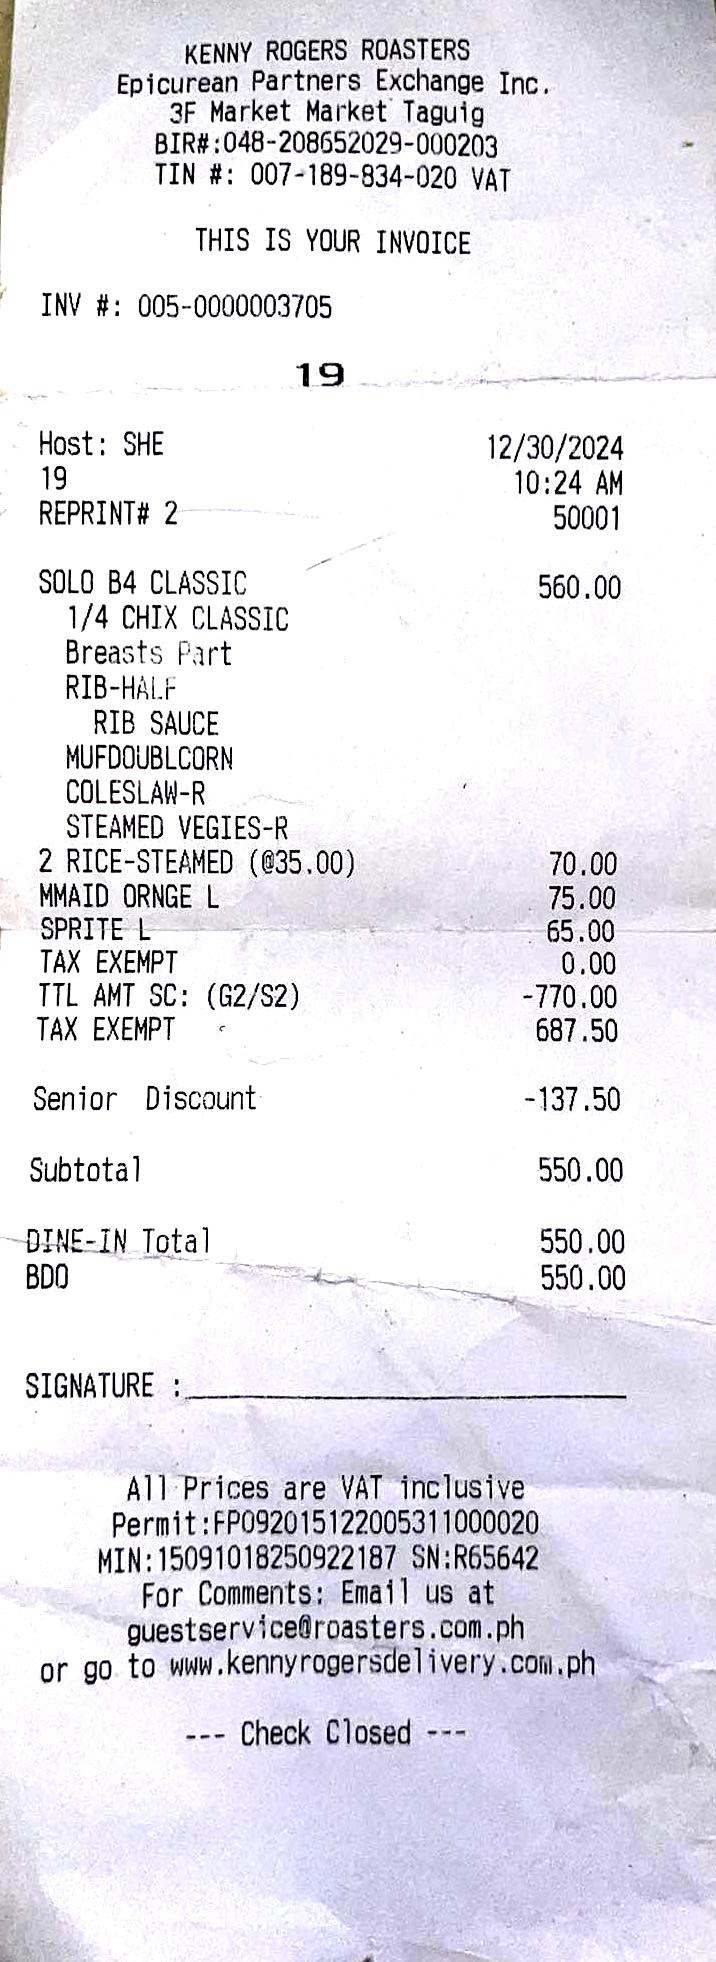 KENNY ROGERS ROASTERS
Epicurean Partners Exchange Inc.
3F Market Market Taguig
BIR#:048-208652029-000203
TIN #: 007-189-834-020 VAT
THIS IS YOUR INVOICE
INV #: 005-0000003705
19
Host: SHE 12/30/2024
19 10:24 AM
REPRINT# 2 50001
SOLO B4 CLASSIC 560.00
1/4 CHIX CLASSIC
Breasts Part
RIB-HALF
RIB SAUCE
MUFDOUBLCORN
COLESLAW-R
STEAMED VEGIES-R
2 RICE-STEAMED (@35.00) 70.00
MMAID ORNGE L 75.00
SPRITE L 65.00
TAX EXEMPT 0.00
TTL AMT SC: (G2/S2) -770.00
TAX EXEMPT 687.50
Senior Discount -137.50
Subtotal 550.00
DINE-IN Total 550.00
BDO 550.00
SIGNATURE :
All Prices are VAT inclusive
Permit:FP092015122005311000020
MIN:15091018250922187 SN:R65642
For Comments: Email us at
guestservice@roasters.com.ph
or go to www.kennyrogersdelivery.com.ph
--- Check Closed ---